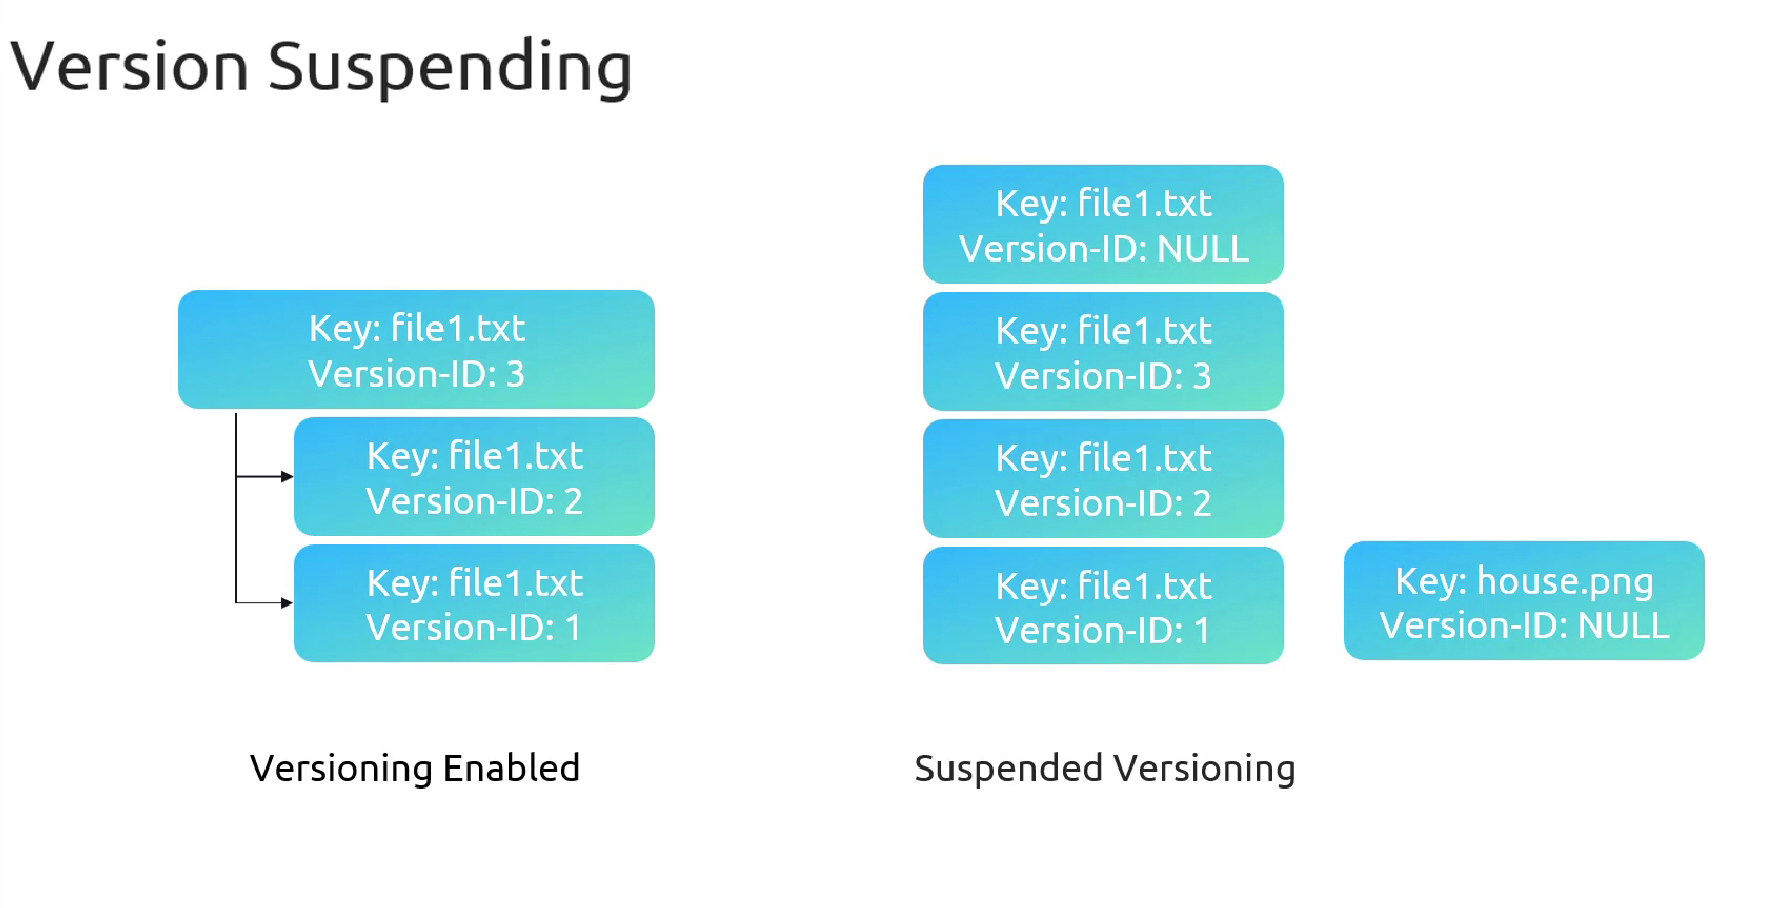 Version Suspending
Key: file1.txt
Version-ID: 3
Key: file1.txt
Version-ID: 2
Key: file1.txt
Version-ID: 1
Versioning Enabled
Key: file1.txt
Version-ID: NULL
Key: file1.txt
Version-ID: 3
Key: file1.txt
Version-ID: 2
Key: file1.txt
Version-ID: 1
Suspended Versioning
Key: house.png
Version-ID: NULL